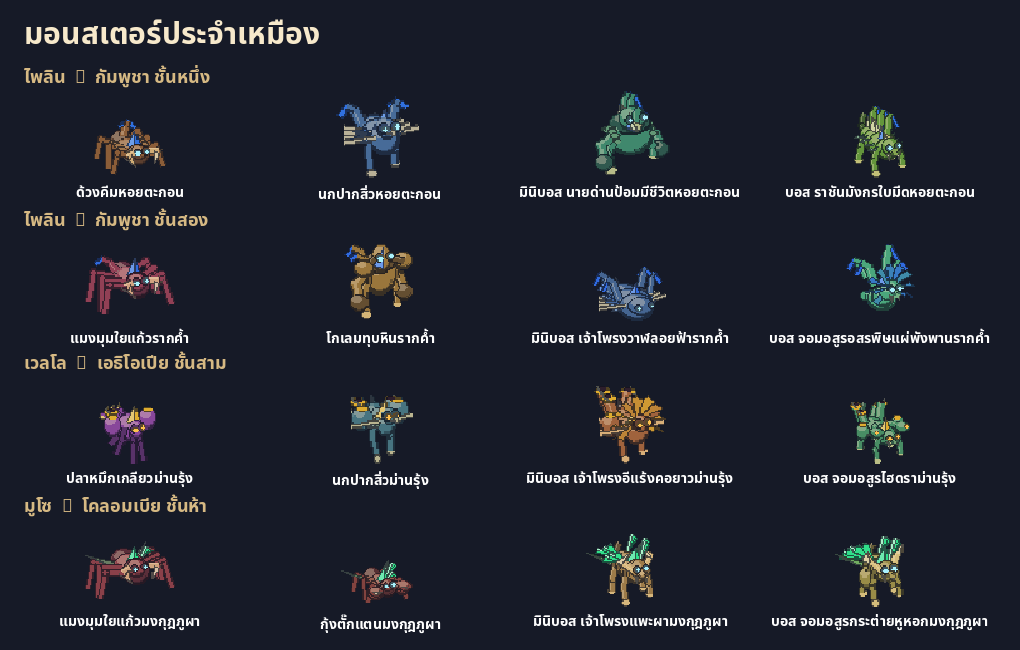 มอนสเตอร์ประจำเหมือง
ไพลิน ▯ กัมพูชา ชั้นหนึ่ง
ด้วงคีมหอยตะกอน
นกปากสิ่วหอยตะกอน
มินิบอส นายด่านป้อมมีชีวิตหอยตะกอน
บอส ราชันมังกรใบมีดหอยตะกอน
ไพลิน ▯ กัมพูชา ชั้นสอง
แมงมุมใยแก้วรากค้ำ
โกเลมทุบหินรากค้ำ
มินิบอส เจ้าโพรงวาฬลอยฟ้ารากค้ำ
บอส จอมอสูรอสรพิษแผ่พังพานรากค้ำ
เวลโล ▯ เอธิโอเปีย ชั้นสาม
ปลาหมึกเกลียวม่านรุ้ง
นกปากสิ่วม่านรุ้ง
มินิบอส เจ้าโพรงอีแร้งคอยาวม่านรุ้ง
บอส จอมอสูรไฮดราม่านรุ้ง
มูโซ ▯ โคลอมเบีย ชั้นห้า
แมงมุมใยแก้วมงกุฎภูผา
กุ้งตั๊กแตนมงกุฎภูผา
มินิบอส เจ้าโพรงแพะผามงกุฎภูผา
บอส จอมอสูรกระต่ายหูหอกมงกุฎภูผา